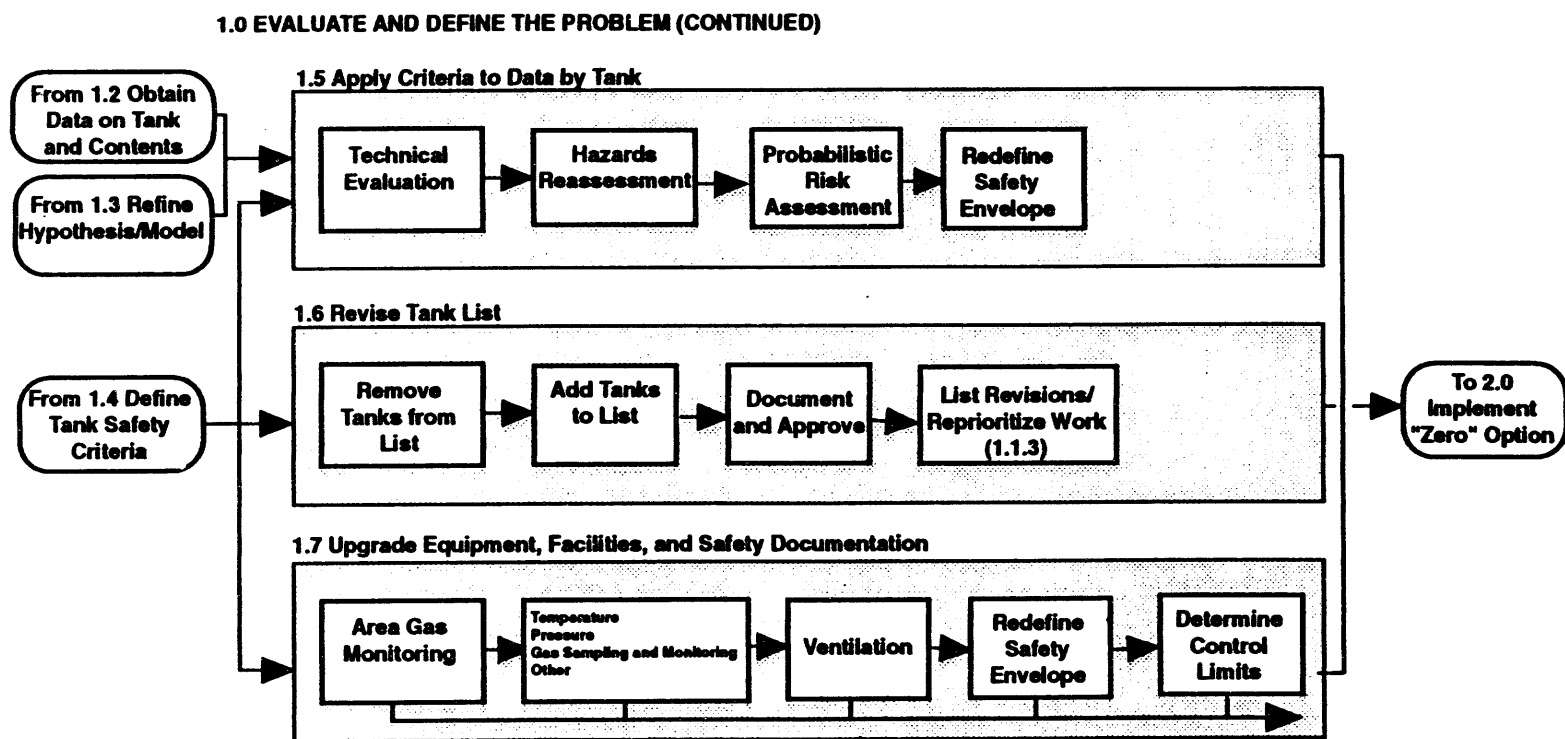 1.0 EVALUATE AND DEFINE THE PROBLEM (CONTINUED)
From 1.2 Obtain
Data on Tank
and Contents
From 1.3 Refine
Hypothesis/Model
From 1.4 Define
Tank Safety
Criteria
1.5 Apply Criteria to Data by Tank
Technical
Evaluation
Hazards
Reassessment
Probabilistic
Risk
Assessment
Redefine
Safety
Envelope
1.6 Revise Tank List
Remove
Tanks from
List
Add Tanks
to List
Document
and Approve
List Revisions/
Reprioritize Work
(1.1.3)
1.7 Upgrade Equipment, Facilities, and Safety Documentation
Area Gas
Monitoring
Temperature
Pressure
Gas Sampling and Monitoring
Other
Ventilation
Redefine
Safety
Envelope
Determine
Control
Limits
To 2.0
Implement
"Zero" Option